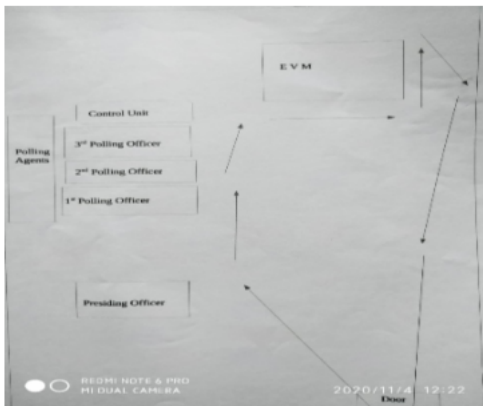 E V M
Control Unit
3rd Polling Officer
Polling
Agents
2nd Polling Officer
1st Polling Officer
Presiding Officer
REDMI NOTE 6 PRO
MI DUAL CAMERA
2020/11/4 12:22
Door